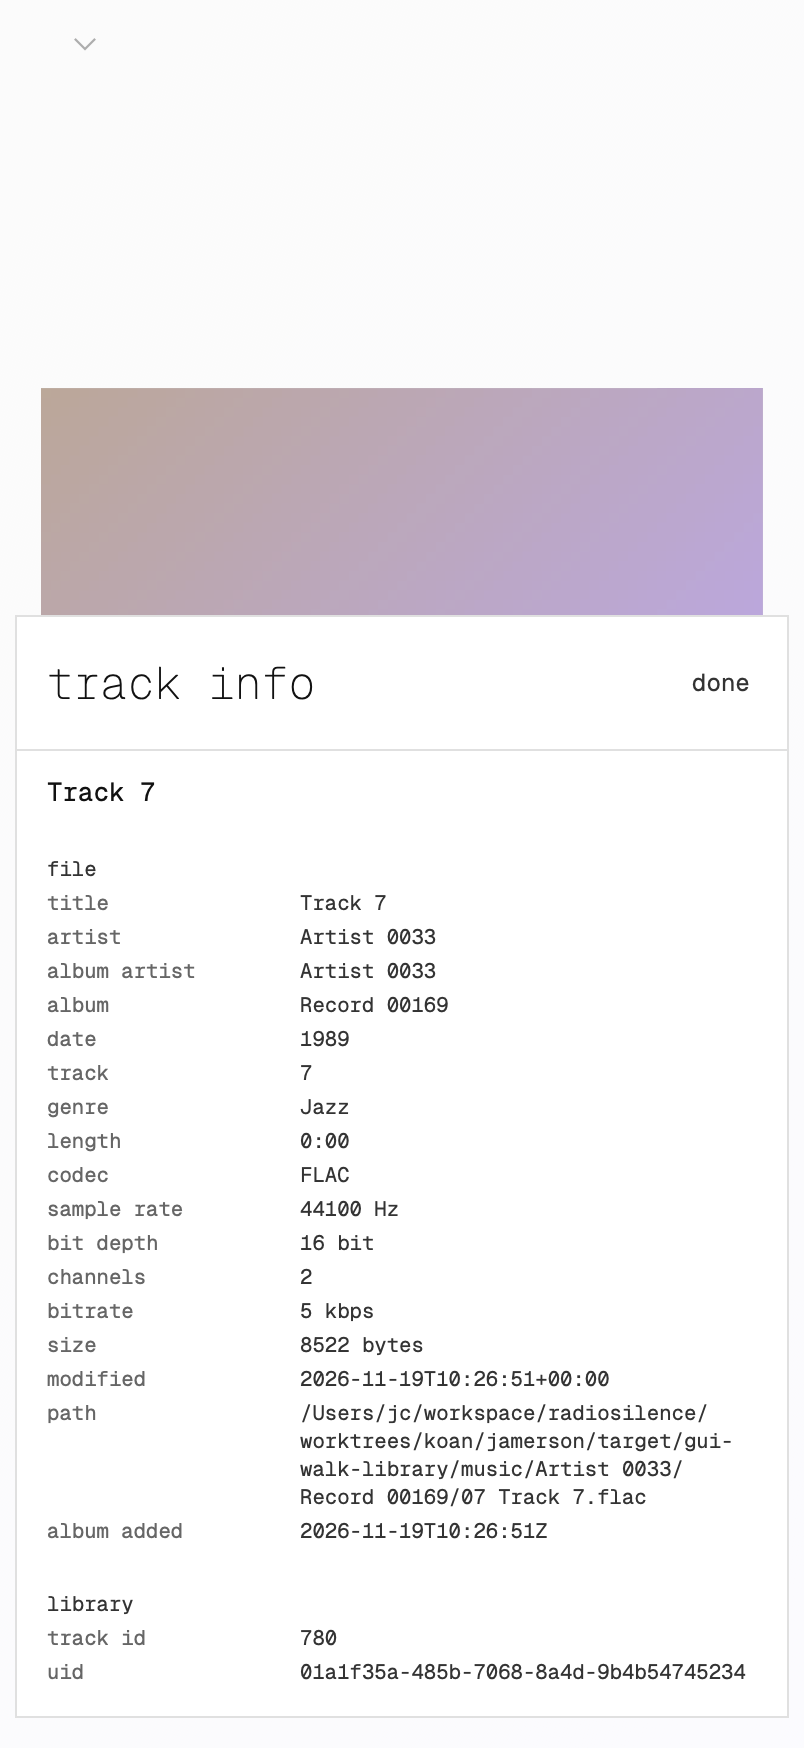 track info
done
Track 7
file
title Track 7
artist Artist 0033
album artist Artist 0033
album Record 00169
date 1989
track 7
genre Jazz
length 0:00
codec FLAC
sample rate 44100 Hz
bit depth 16 bit
channels 2
bitrate 5 kbps
size 8522 bytes
modified 2026-11-19T10:26:51+00:00
path /Users/jc/workspace/radiosilence/
worktrees/koan/jamerson/target/gui-
walk-library/music/Artist 0033/
Record 00169/07 Track 7.flac
album added 2026-11-19T10:26:51Z
library
track id 780
uid 01a1f35a-485b-7068-8a4d-9b4b54745234